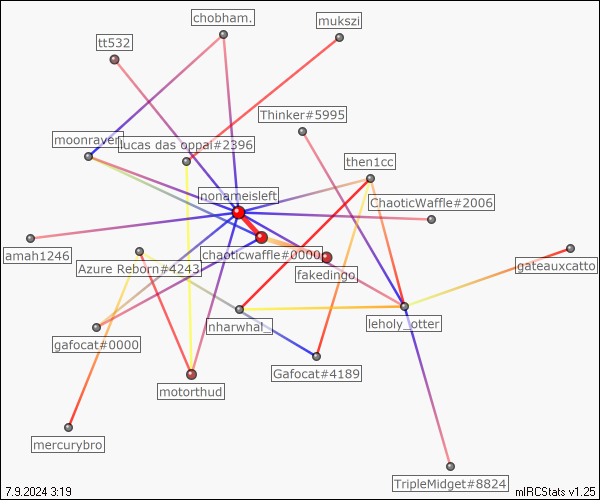 chobham.
mukszi
tt532
Thinker#5995
moonraven
lucas das oppai#2396
then1cc
nonameisleft
ChaoticWaffle#2006
amah1246
chaoticwaffle#0000
Azure Reborn#4243
fakedingo
gateauxcatto
nharwhal_
leholy_otter
gafocat#0000
Gafocat#4189
motorthud
mercurybro
TripleMidget#8824
7.9.2024 3:19
mIRCStats v1.25